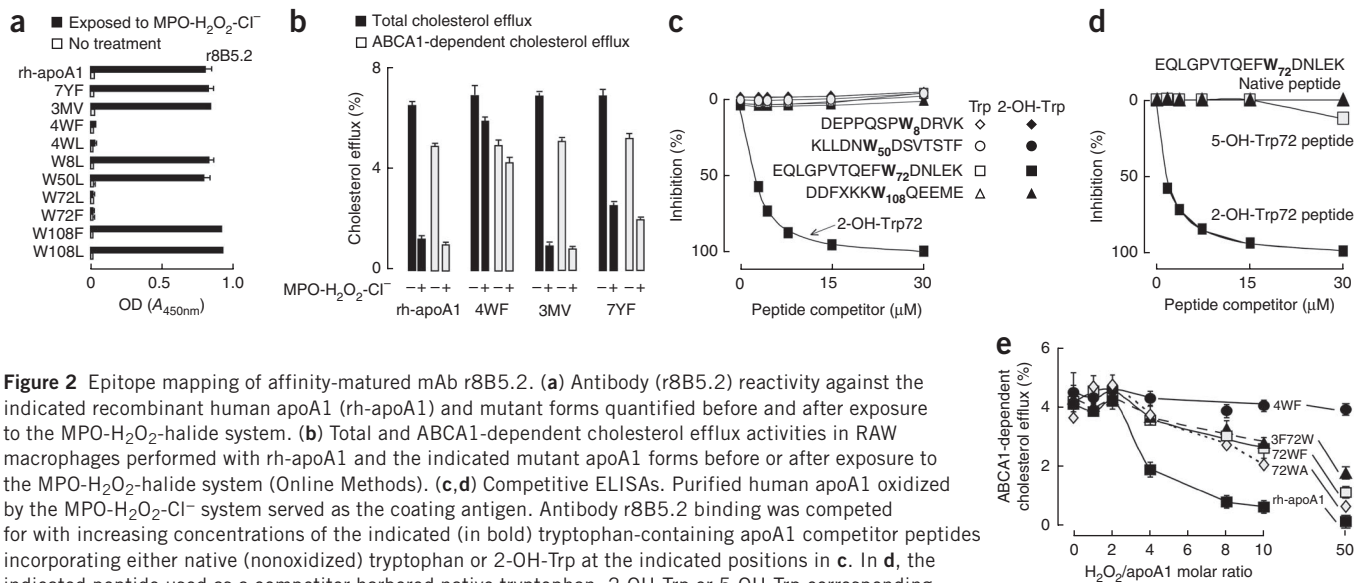 a
■ Exposed to MPO-H₂O₂-Cl⁻
□ No treatment
r8B5.2
rh-apoA1
7YF
3MV
4WF
4WL
W8L
W50L
W72L
W72F
W108F
W108L
0 0.5 1.0
OD (A450nm)
b
■ Total cholesterol efflux
□ ABCA1-dependent cholesterol efflux
8
4
0
Cholesterol efflux (%)
MPO-H₂O₂-Cl⁻ −+ −+ −+ −+ −+ −+ −+ −+
rh-apoA1 4WF 3MV 7YF
c
0
50
100
Inhibition (%)
Trp 2-OH-Trp
DEPPQSPW₈DRVK ◇ ◆
KLLDNW₅₀DSVTSTF ○ ●
EQLGPVTQEFW₇₂DNLEK □ ■
DDFXKKW₁₀₈QEEME △ ▲
2-OH-Trp72
0 5 15 30
Peptide competitor (μM)
d
EQLGPVTQEFW₇₂DNLEK
Native peptide
5-OH-Trp72 peptide
2-OH-Trp72 peptide
0
50
100
Inhibition (%)
0 15 30
Peptide competitor (μM)
e
6
4
2
0
ABCA1-dependent
cholesterol efflux (%)
4WF
3F72W
72WF
72WA
rh-apoA1
0 2 4 6 8 10 50
H₂O₂/apoA1 molar ratio
Figure 2 Epitope mapping of affinity-matured mAb r8B5.2. (a) Antibody (r8B5.2) reactivity against the
indicated recombinant human apoA1 (rh-apoA1) and mutant forms quantified before and after exposure
to the MPO-H₂O₂-halide system. (b) Total and ABCA1-dependent cholesterol efflux activities in RAW
macrophages performed with rh-apoA1 and the indicated mutant apoA1 forms before or after exposure to
the MPO-H₂O₂-halide system (Online Methods). (c,d) Competitive ELISAs. Purified human apoA1 oxidized
by the MPO-H₂O₂-Cl⁻ system served as the coating antigen. Antibody r8B5.2 binding was competed
for with increasing concentrations of the indicated (in bold) tryptophan-containing apoA1 competitor peptides
incorporating either native (nonoxidized) tryptophan or 2-OH-Trp at the indicated positions in c. In d, the